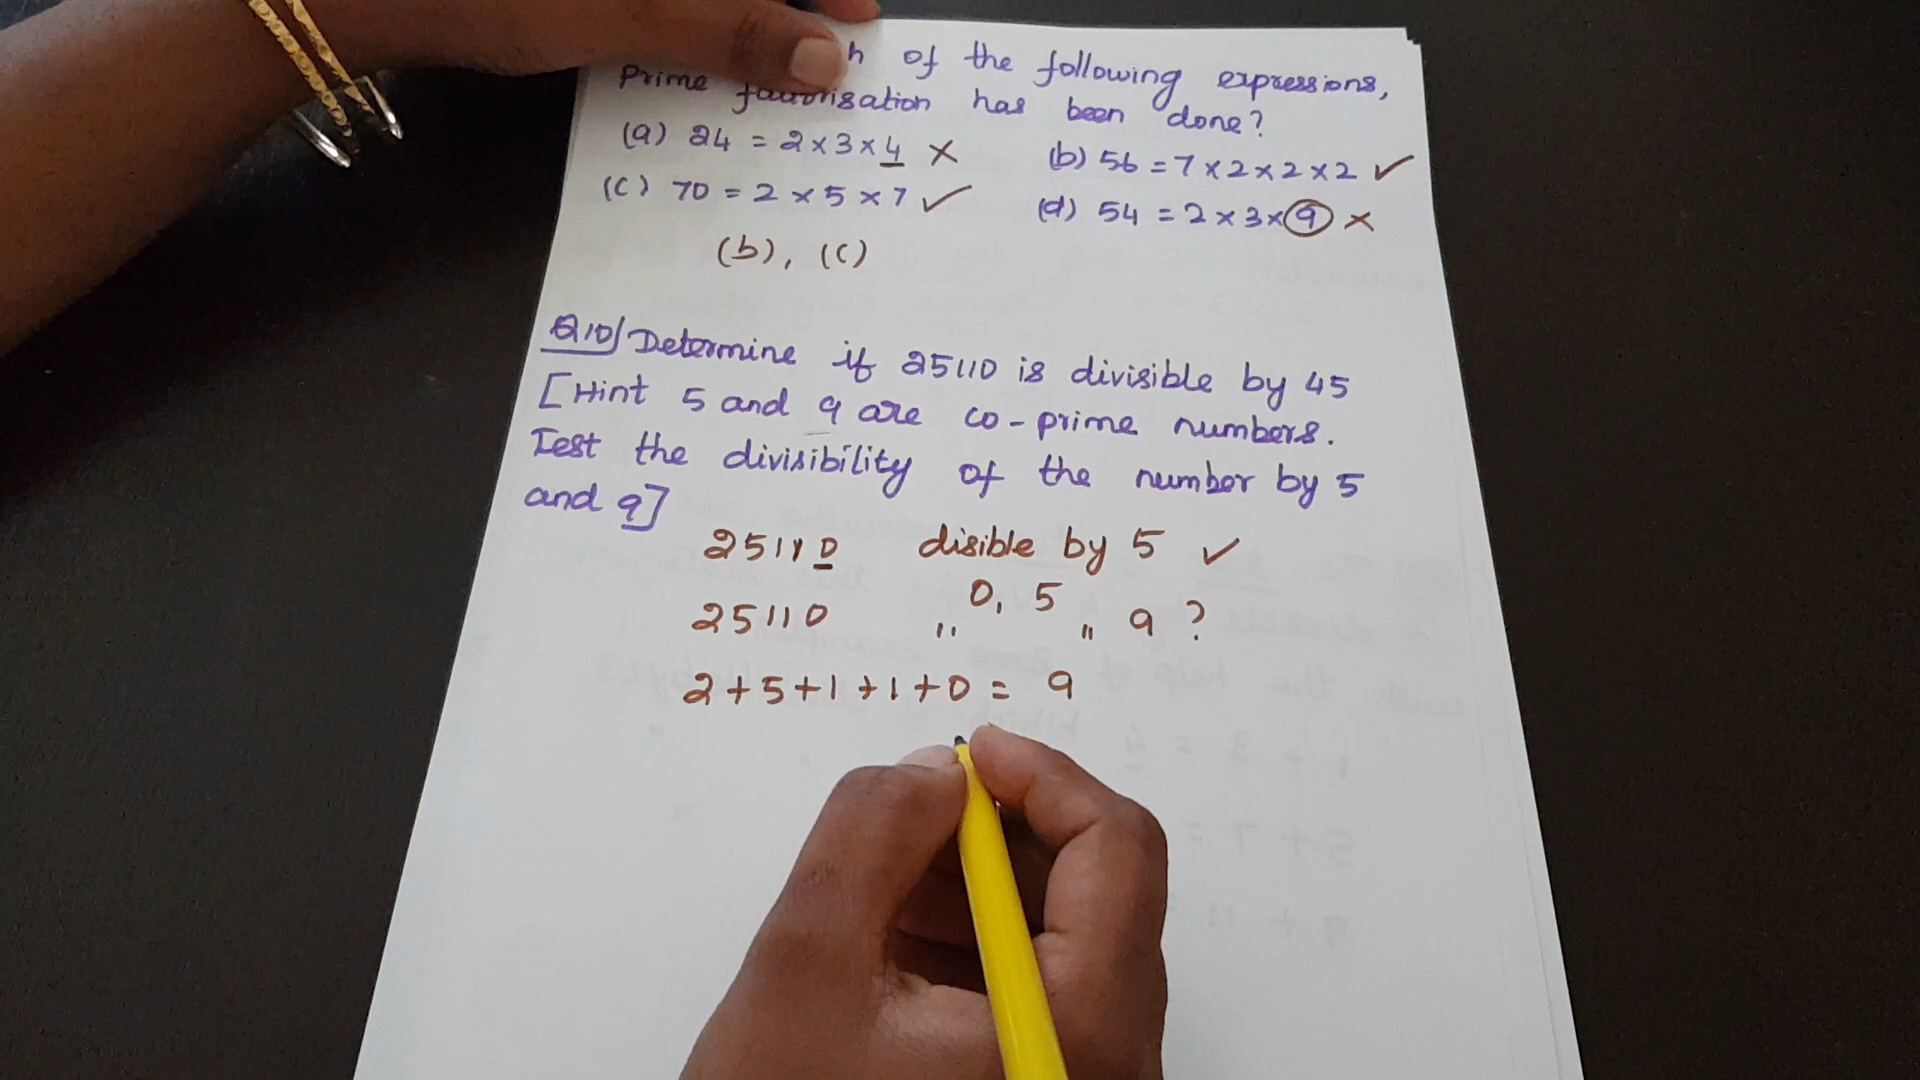 h of the following expressions,
Prime factorisation has been done?
(a) 24 = 2×3×4 ✗ (b) 56 = 7×2×2×2 ✓
(c) 70 = 2×5×7 ✓ (d) 54 = 2×3×9 ✗
(b), (c)
Q10/ Determine if 25110 is divisible by 45
[Hint 5 and 9 are co-prime numbers.
Test the divisibility of the number by 5
and 9]
25110 disible by 5 ✓
0, 5
25110 " " 9 ?
2+5+1+1+0 = 9